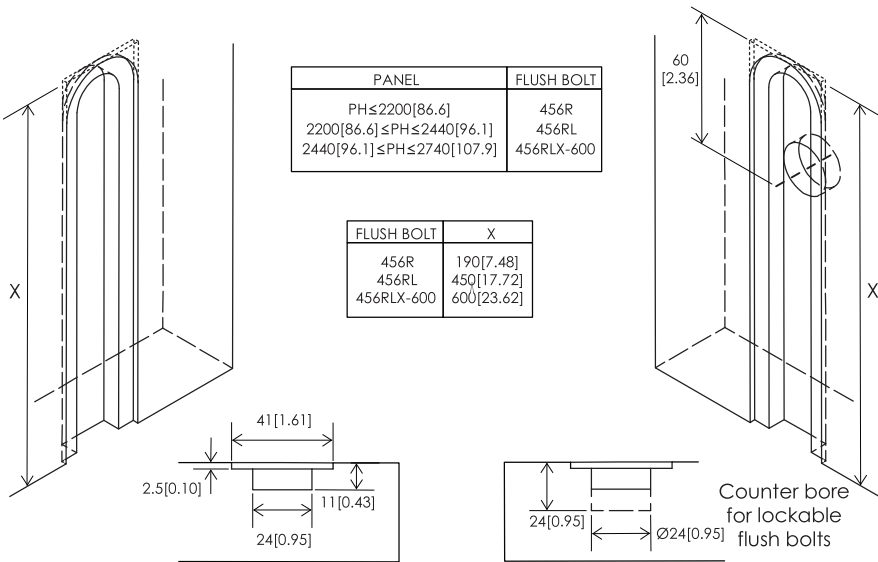 PANEL FLUSH BOLT
PH≤2200[86.6] 456R
2200[86.6]≤PH≤2440[96.1] 456RL
2440[96.1]≤PH≤2740[107.9] 456RLX-600
60
[2.36]
FLUSH BOLT X
456R 190[7.48]
456RL 450[17.72]
456RLX-600 600[23.62]
X
X
41[1.61]
2.5[0.10]
11[0.43]
24[0.95]
24[0.95]
Ø24[0.95]
Counter bore
for lockable
flush bolts